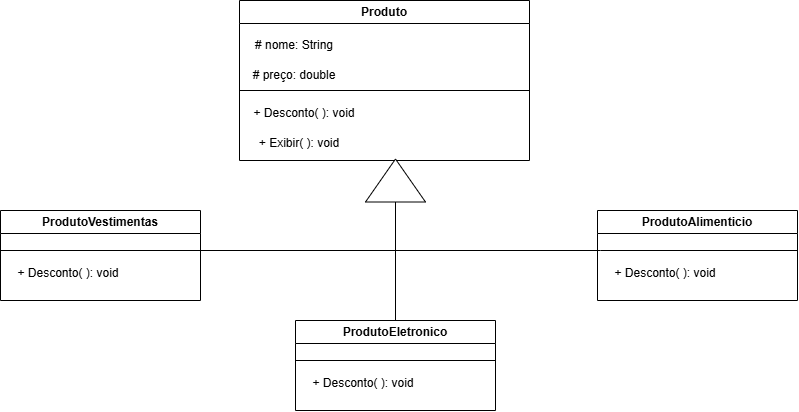 Produto
# nome: String
# preço: double
+ Desconto( ): void
+ Exibir( ): void
ProdutoVestimentas
+ Desconto( ): void
ProdutoAlimenticio
+ Desconto( ): void
ProdutoEletronico
+ Desconto( ): void